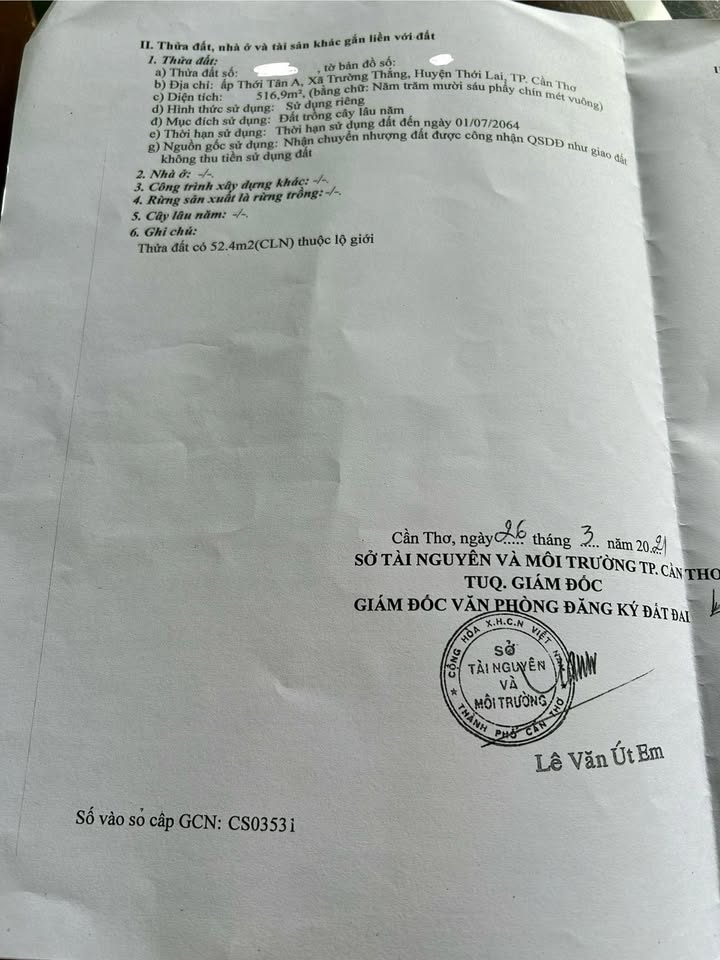 II. Thửa đất, nhà ở và tài sản khác gắn liền với đất
1. Thửa đất:
a) Thửa đất số: , tờ bản đồ số:
b) Địa chỉ: ấp Thới Tân A, Xã Trường Thắng, Huyện Thới Lai, TP. Cần Thơ
c) Diện tích: 516,9m², (bằng chữ: Năm trăm mười sáu phẩy chín mét vuông)
d) Hình thức sử dụng: Sử dụng riêng
đ) Mục đích sử dụng: Đất trồng cây lâu năm
e) Thời hạn sử dụng: Thời hạn sử dụng đất đến ngày 01/07/2064
g) Nguồn gốc sử dụng: Nhận chuyển nhượng đất được công nhận QSDĐ như giao đất
không thu tiền sử dụng đất
2. Nhà ở: -/-.
3. Công trình xây dựng khác: -/-.
4. Rừng sản xuất là rừng trồng: -/-.
5. Cây lâu năm: -/-.
6. Ghi chú:
Thửa đất có 52.4m2(CLN) thuộc lộ giới
Cần Thơ, ngày 26 tháng 3 năm 2021
SỞ TÀI NGUYÊN VÀ MÔI TRƯỜNG TP. CẦN THƠ
TUQ. GIÁM ĐỐC
GIÁM ĐỐC VĂN PHÒNG ĐĂNG KÝ ĐẤT ĐAI
CỘNG HÒA X.H.C.N VIỆT NAM
SỞ
TÀI NGUYÊN
VÀ
MÔI TRƯỜNG
THÀNH PHỐ CẦN THƠ
Lê Văn Út Em
Số vào sổ cấp GCN: CS0353